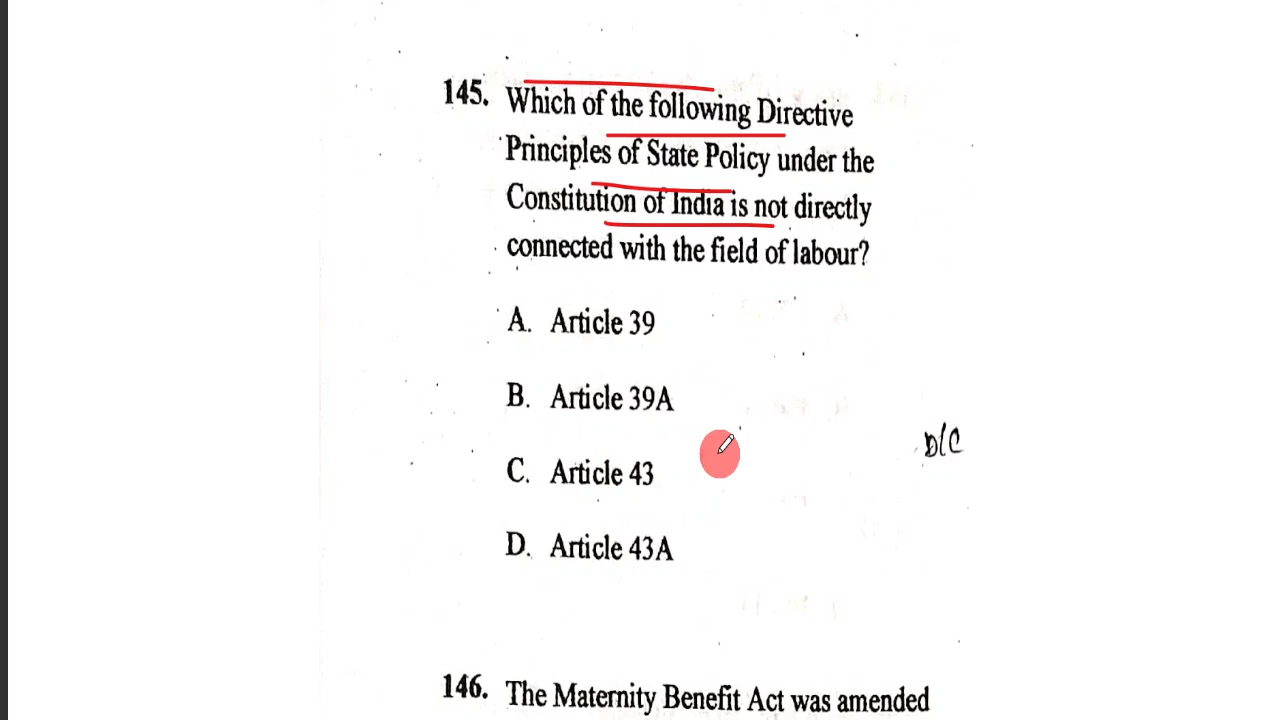 145. Which of the following Directive
Principles of State Policy under the
Constitution of India is not directly
connected with the field of labour?
A. Article 39
B. Article 39A
C. Article 43
D/C
D. Article 43A
146. The Maternity Benefit Act was amended